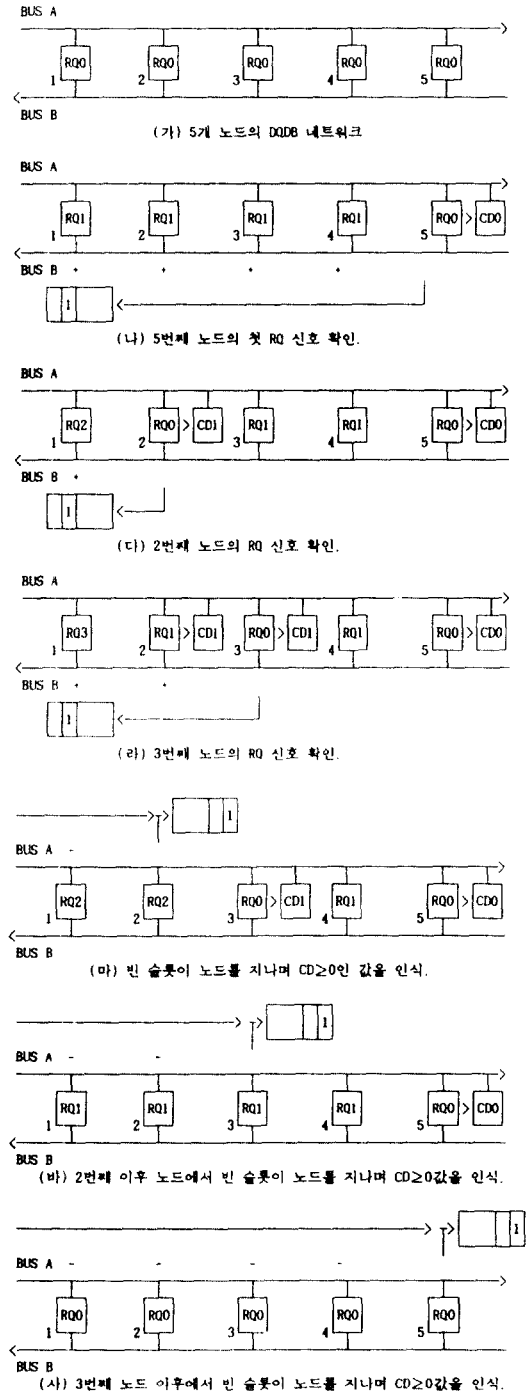 BUS A
RQ0 RQ0 RQ0 RQ0 RQ0
1 2 3 4 5
BUS B
(가) 5개 노드의 DQDB 네트워크
BUS A
RQ1 RQ1 RQ1 RQ1 RQ0 > CD0
1 2 3 4 5
BUS B + + + +
1
(나) 5번째 노드의 첫 RQ 신호 확인.
BUS A
RQ2 RQ0 > CD1 RQ1 RQ1 RQ0 > CD0
1 2 3 4 5
BUS B +
1
(다) 2번째 노드의 RQ 신호 확인.
BUS A
RQ3 RQ1 > CD1 RQ0 > CD1 RQ1 RQ0 > CD0
1 2 3 4 5
BUS B + +
1
(라) 3번째 노드의 RQ 신호 확인.
1
BUS A -
RQ2 RQ2 RQ0 > CD1 RQ1 RQ0 > CD0
1 2 3 4 5
BUS B
(마) 빈 슬롯이 노드를 지나며 CD≥0인 값을 인식.
1
BUS A - -
RQ1 RQ1 RQ1 RQ1 RQ0 > CD0
1 2 3 4 5
BUS B
(바) 2번째 이후 노드에서 빈 슬롯이 노드를 지나며 CD≥0값을 인식.
1
BUS A - - - -
RQ0 RQ0 RQ0 RQ0 RQ0
1 2 3 4 5
BUS B
(사) 3번째 노드 이후에서 빈 슬롯이 노드를 지나며 CD≥0값을 인식.